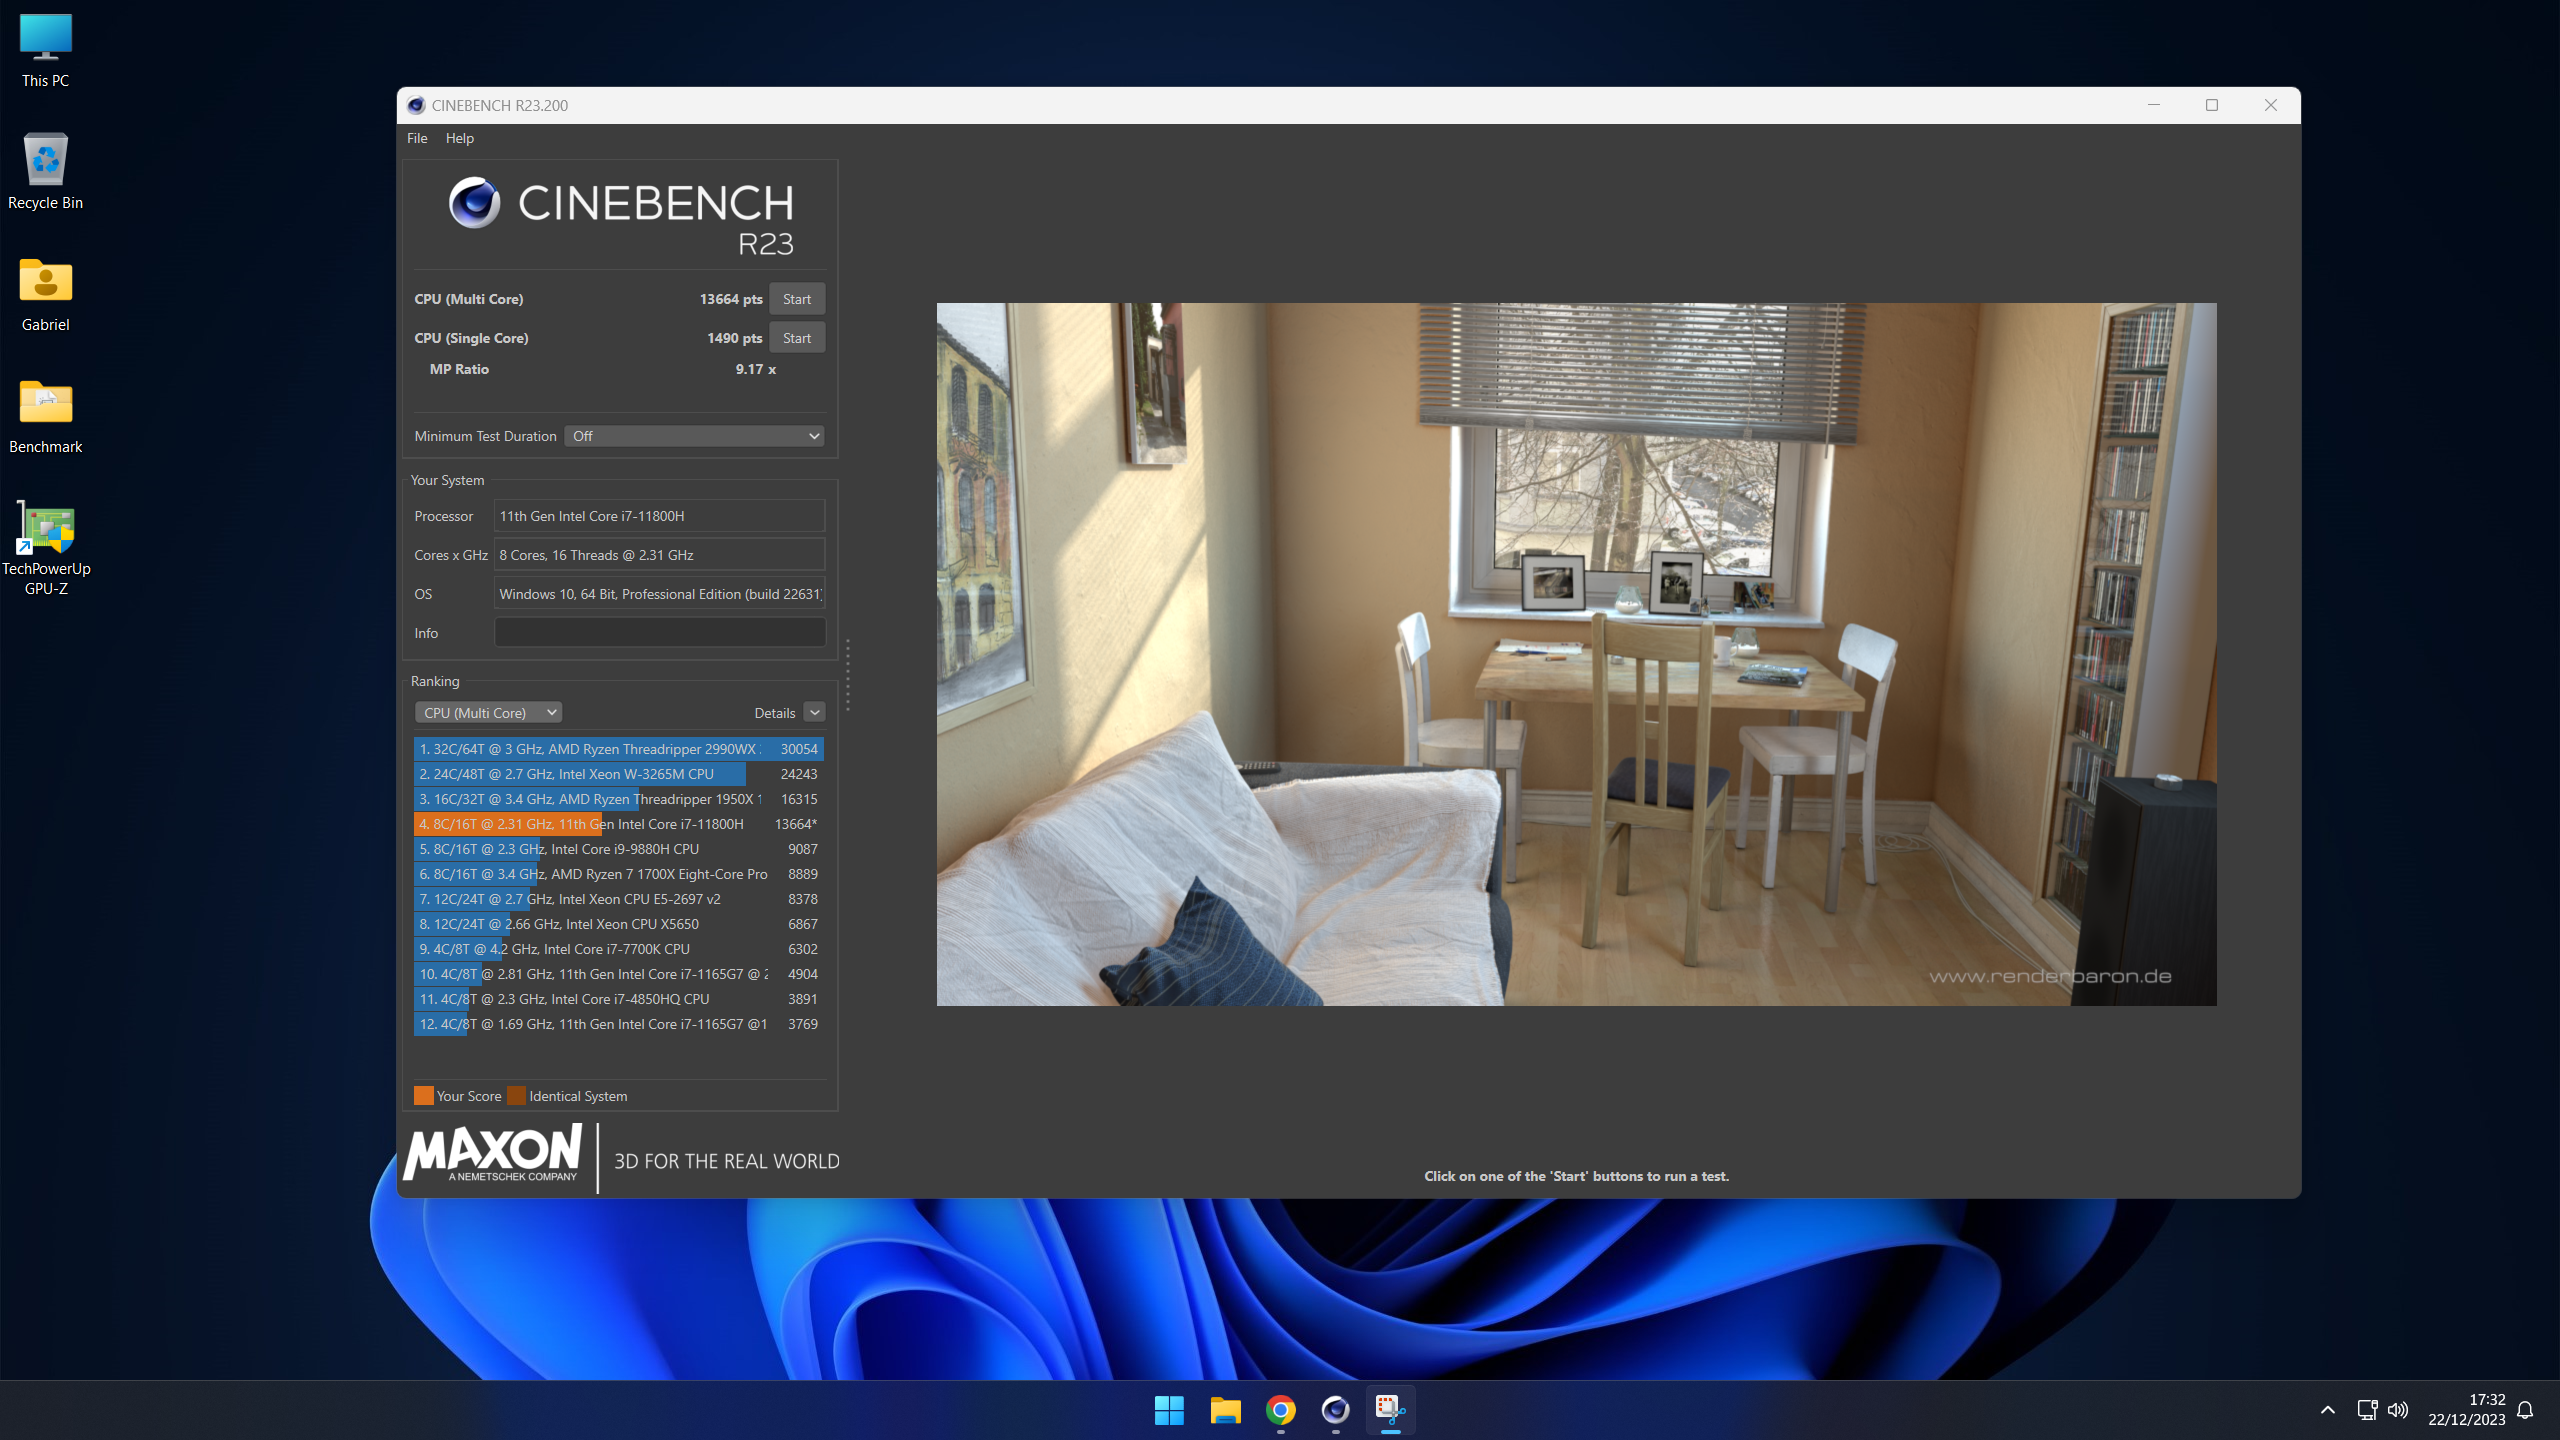 This PC
Recycle Bin
Gabriel
Benchmark
TechPowerUp
GPU-Z
CINEBENCH R23.200
File Help
CINEBENCH
R23
CPU (Multi Core) 13664 pts Start
CPU (Single Core) 1490 pts Start
MP Ratio 9.17 x
Minimum Test Duration Off
Your System
Processor 11th Gen Intel Core i7-11800H
Cores x GHz 8 Cores, 16 Threads @ 2.31 GHz
OS Windows 10, 64 Bit, Professional Edition (build 22631)
Info
Ranking
CPU (Multi Core) Details
1. 32C/64T @ 3 GHz, AMD Ryzen Threadripper 2990WX 30054
2. 24C/48T @ 2.7 GHz, Intel Xeon W-3265M CPU 24243
3. 16C/32T @ 3.4 GHz, AMD Ryzen Threadripper 1950X 1 16315
4. 8C/16T @ 2.31 GHz, 11th Gen Intel Core i7-11800H 13664*
5. 8C/16T @ 2.3 GHz, Intel Core i9-9880H CPU 9087
6. 8C/16T @ 3.4 GHz, AMD Ryzen 7 1700X Eight-Core Pro 8889
7. 12C/24T @ 2.7 GHz, Intel Xeon CPU E5-2697 v2 8378
8. 12C/24T @ 2.66 GHz, Intel Xeon CPU X5650 6867
9. 4C/8T @ 4.2 GHz, Intel Core i7-7700K CPU 6302
10. 4C/8T @ 2.81 GHz, 11th Gen Intel Core i7-1165G7 @ 2 4904
11. 4C/8T @ 2.3 GHz, Intel Core i7-4850HQ CPU 3891
12. 4C/8T @ 1.69 GHz, 11th Gen Intel Core i7-1165G7 @1 3769
Your Score Identical System
MAXON
A NEMETSCHEK COMPANY
3D FOR THE REAL WORLD
www.renderbaron.de
Click on one of the 'Start' buttons to run a test.
17:32
22/12/2023